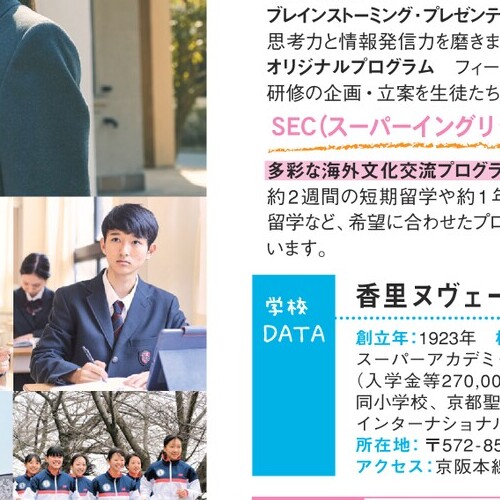 ブレインストーミング・プレゼンテ
思考力と情報発信力を磨きま
オリジナルプログラム　フィー
研修の企画・立案を生徒たち
SEC(スーパーイングリッ
多彩な海外文化交流プログラ
約2週間の短期留学や約1年
留学など、希望に合わせたプロ
います。
学校
DATA
香里ヌヴェー
創立年：1923年
スーパーアカデミ
（入学金等270,00
同小学校、京都聖
インターナショナル
所在地：〒572-85
アクセス：京阪本線